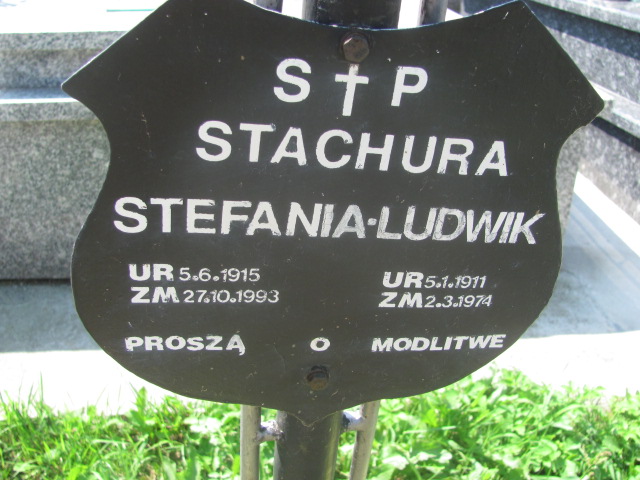 S † P
STACHURA
STEFANIA-LUDWIK
UR 5.6.1915 UR 5.1.1911
ZM 27.10.1993 ZM 2.3.1974
PROSZĄ O MODLITWE